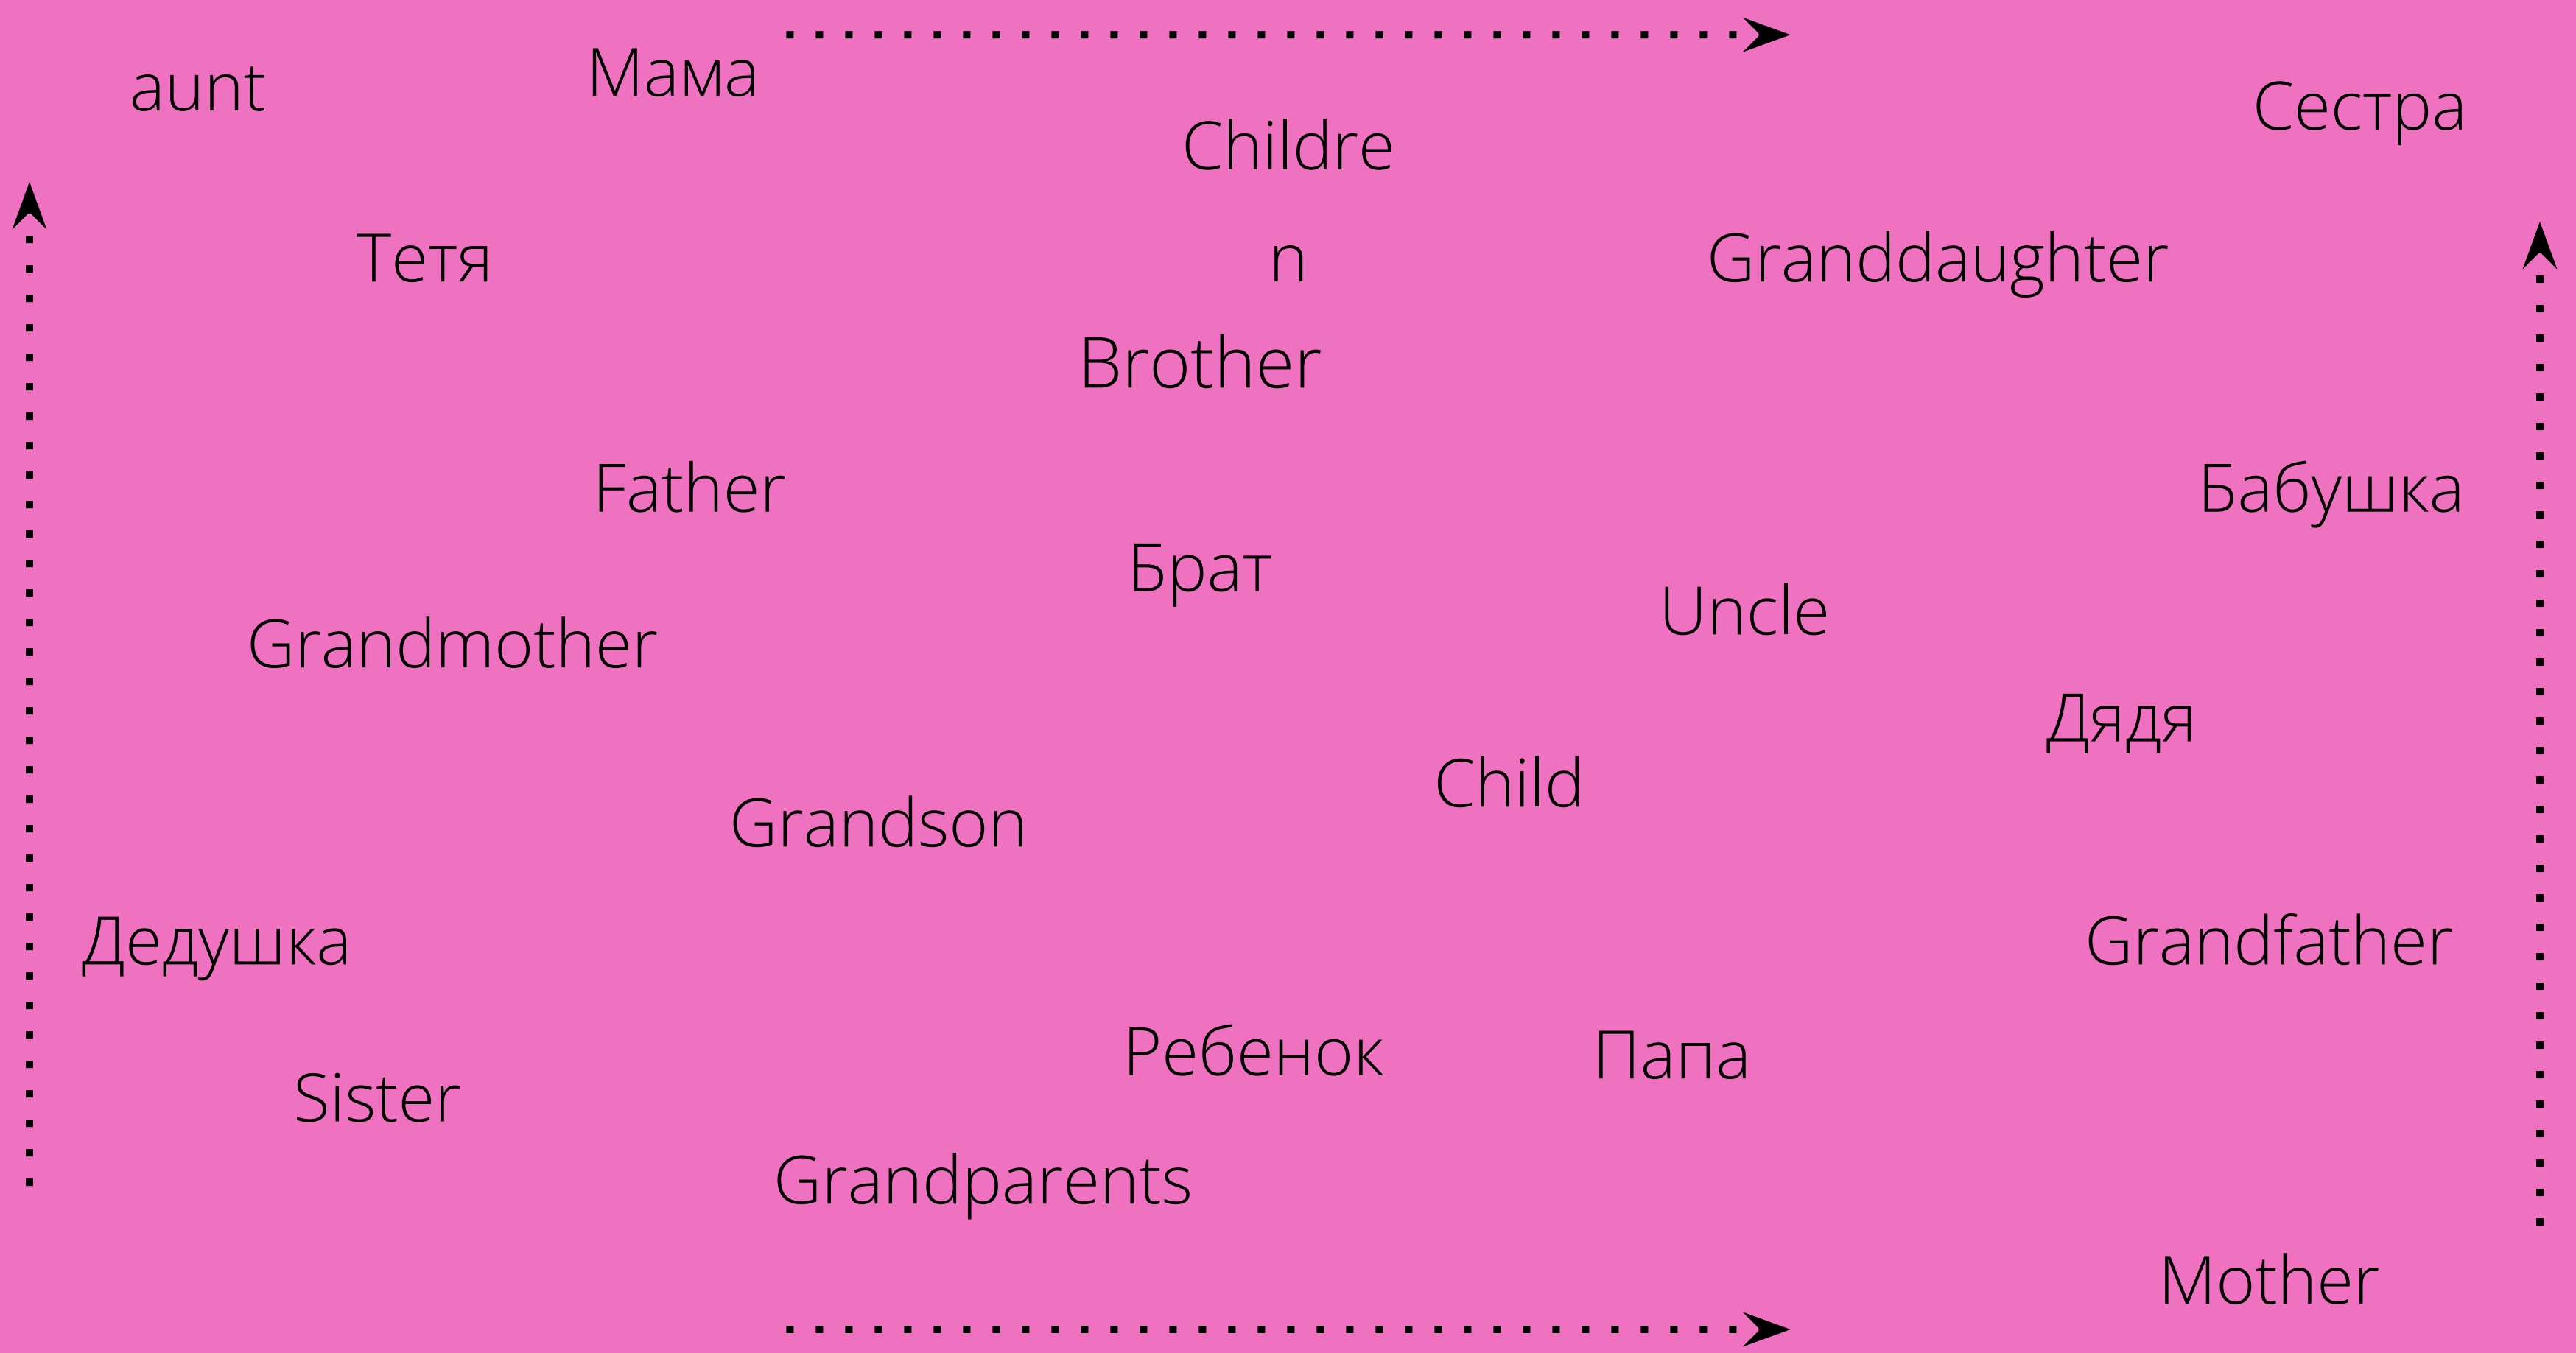 aunt
Мама
Сестра
Childre
n
Тетя
Granddaughter
Brother
Father
Бабушка
Брат
Uncle
Grandmother
Дядя
Child
Grandson
Дедушка
Grandfather
Ребенок
Папа
Sister
Grandparents
Mother